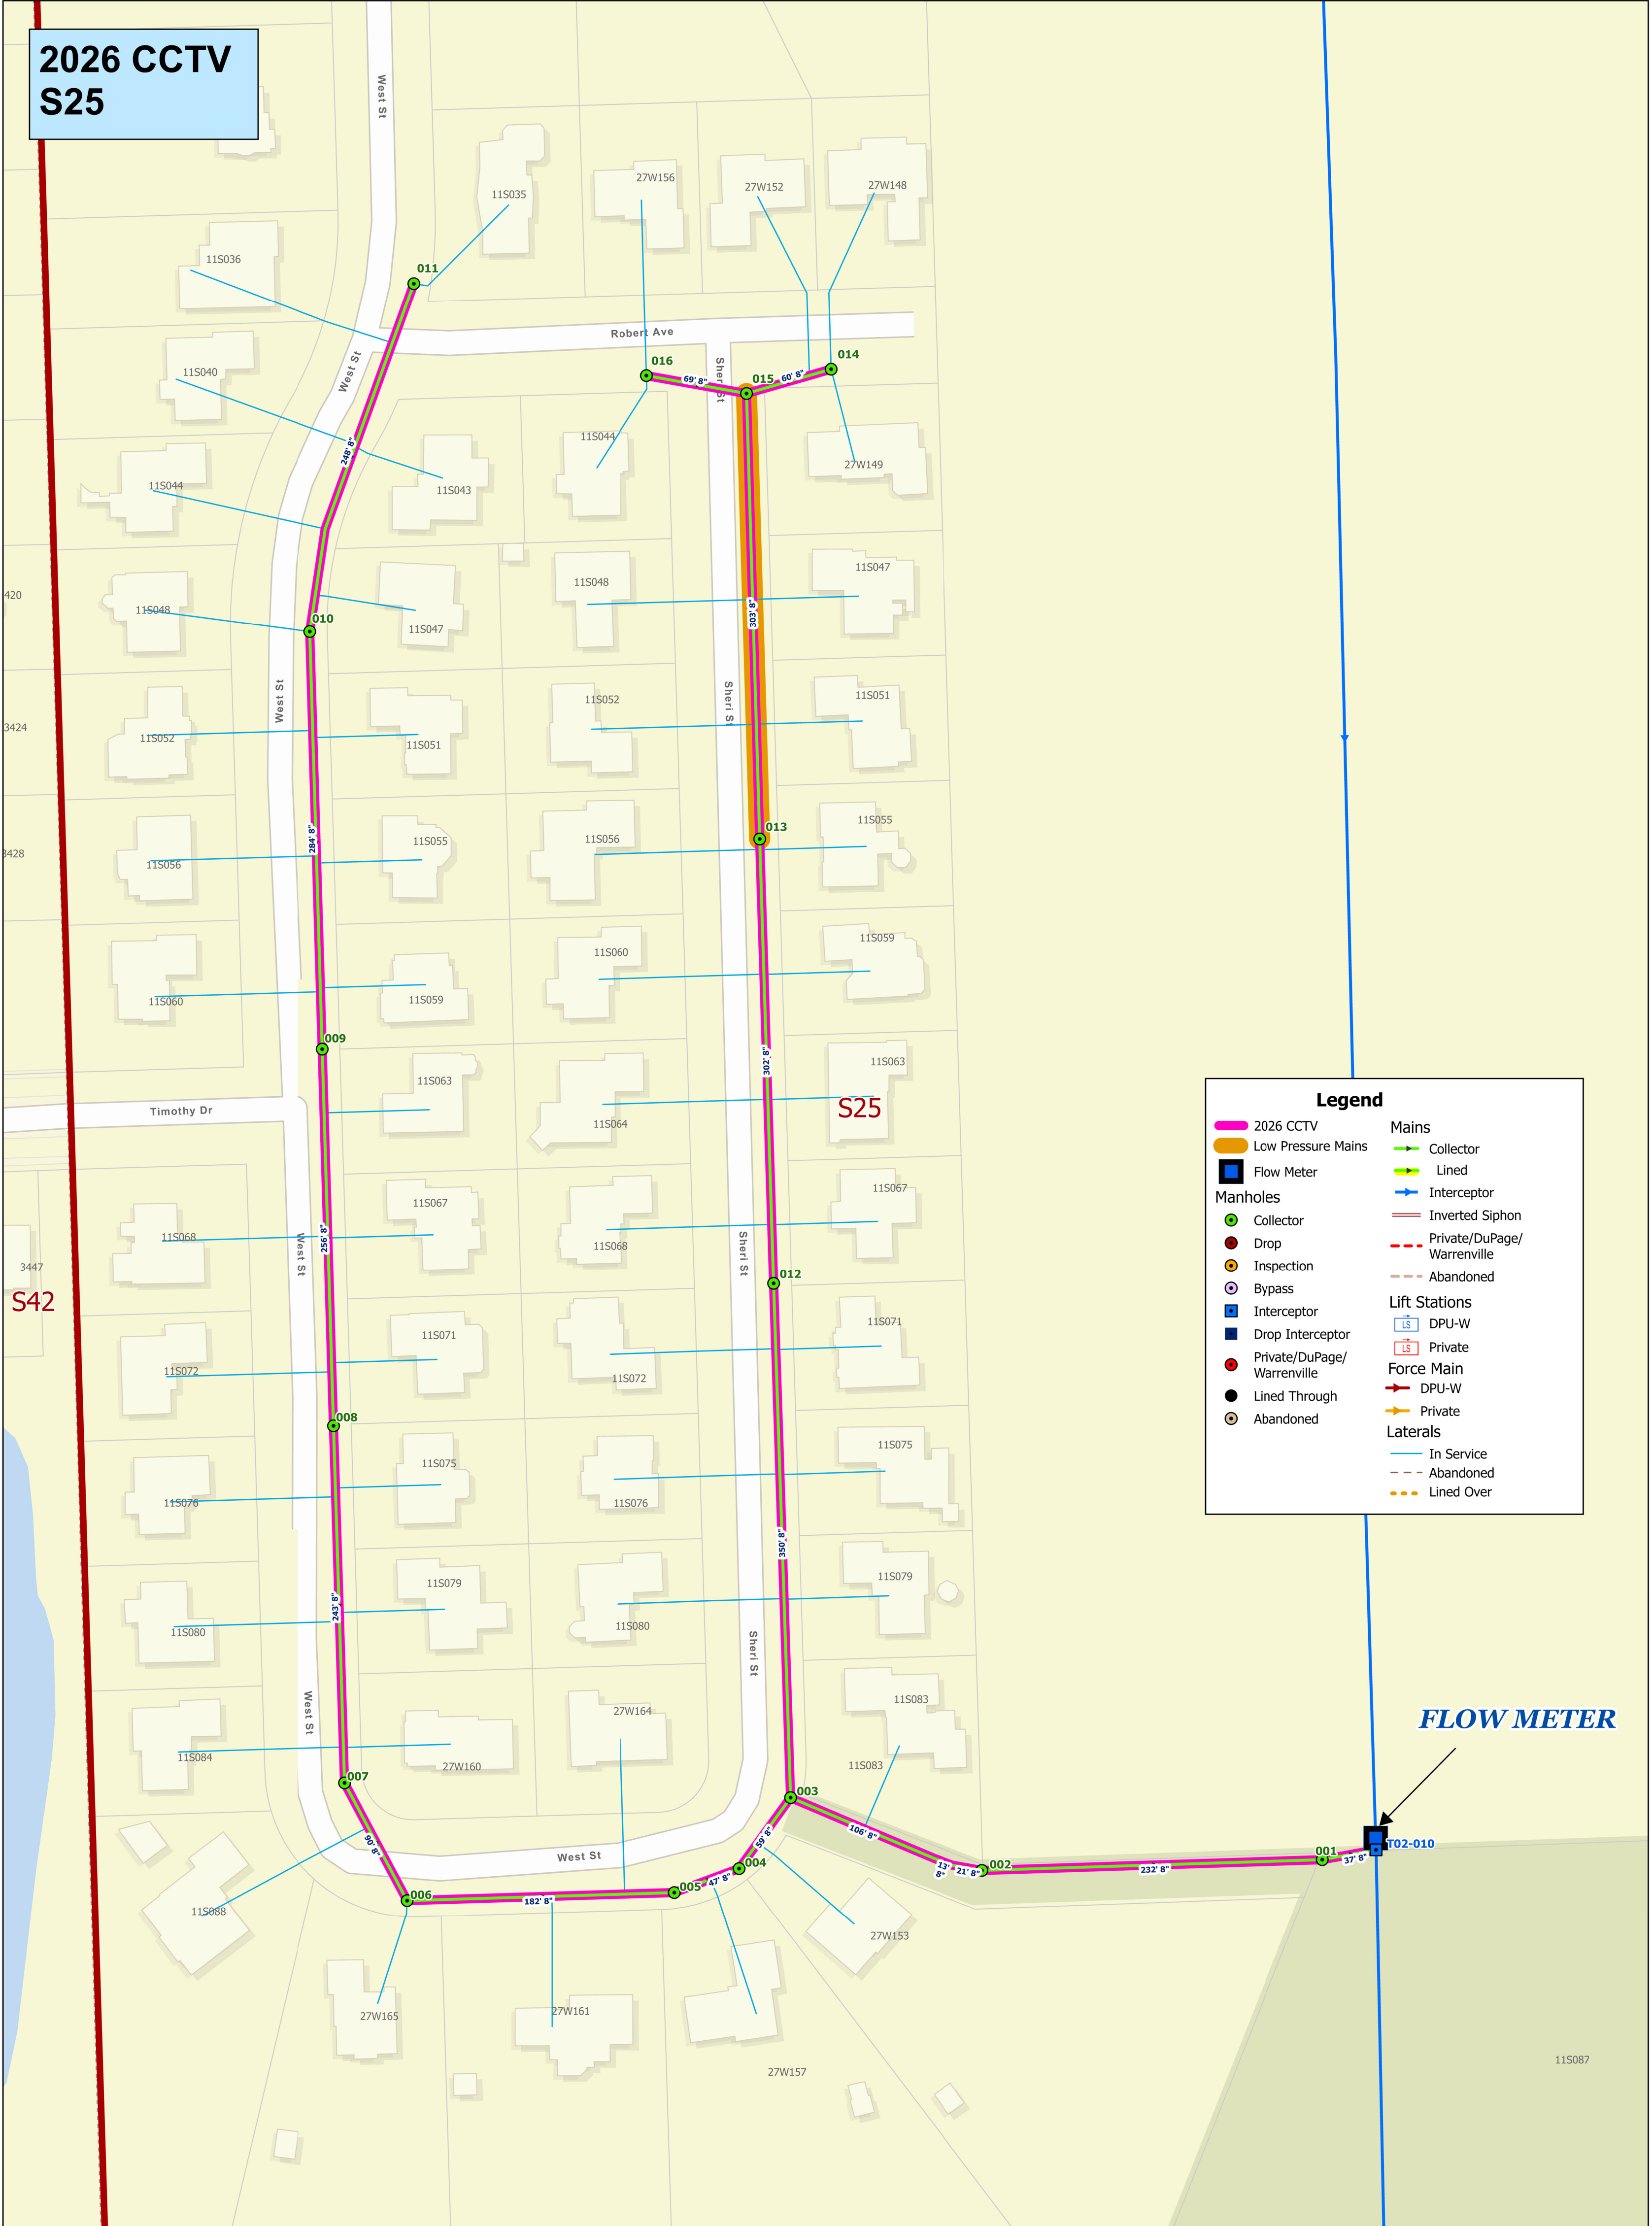 2026 CCTV
S25
West St
11S035
27W156
27W152
27W148
11S036
011
Robert Ave
West St
11S040
016
Sheri St
015
014
69' 8"
60' 8"
248' 8"
11S044
11S043
11S044
27W149
420
11S048
010
11S047
11S048
303' 8"
11S047
West St
Sheri St
11S052
11S051
11S052
11S051
3424
284' 8"
013
3428
11S056
11S055
11S056
11S055
11S060
11S059
11S060
11S059
009
302' 8"
Timothy Dr
11S063
11S064
11S063
S25
11S068
11S067
11S068
11S067
256' 8"
West St
Sheri St
3447
S42
012
11S072
11S071
11S072
11S071
008
11S076
11S075
11S076
11S075
350' 8"
243' 8"
11S080
11S079
11S080
11S079
Sheri St
West St
11S084
27W160
27W164
11S083
11S083
007
003
90' 8"
West St
59' 8"
106' 8"
004
13'
8"
21' 8"
002
232' 8"
001
37' 8"
T02-010
FLOW METER
005
47' 8"
006
182' 8"
11S088
27W153
27W165
27W161
27W157
11S087
Legend
2026 CCTV
Low Pressure Mains
Flow Meter
Manholes
Collector
Drop
Inspection
Bypass
Interceptor
Drop Interceptor
Private/DuPage/
Warrenville
Lined Through
Abandoned
Mains
Collector
Lined
Interceptor
Inverted Siphon
Private/DuPage/
Warrenville
Abandoned
Lift Stations
LS
DPU-W
LS
Private
Force Main
DPU-W
Private
Laterals
In Service
Abandoned
Lined Over